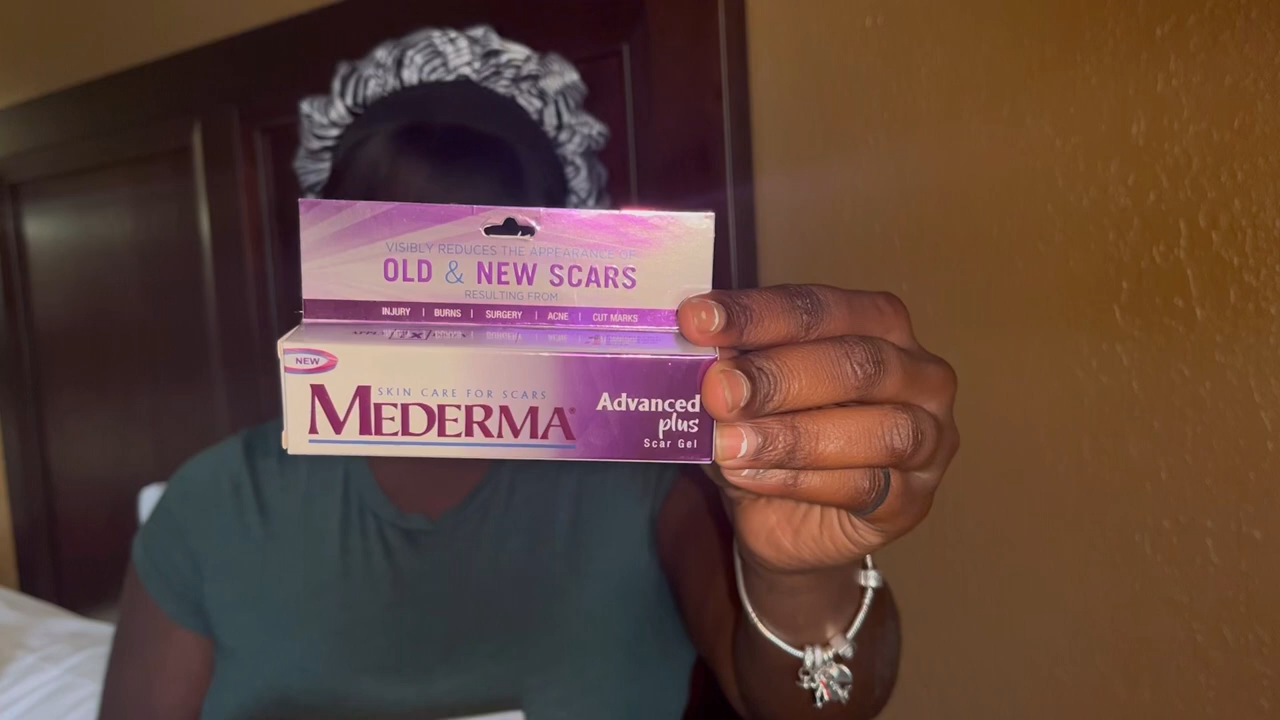 VISIBLY REDUCES THE APPEARANCE OF
OLD & NEW SCARS
RESULTING FROM
INJURY | BURNS | SURGERY | ACNE | CUT MARKS
NEW
SKIN CARE FOR SCARS
MEDERMA®
Advanced
plus
Scar Gel